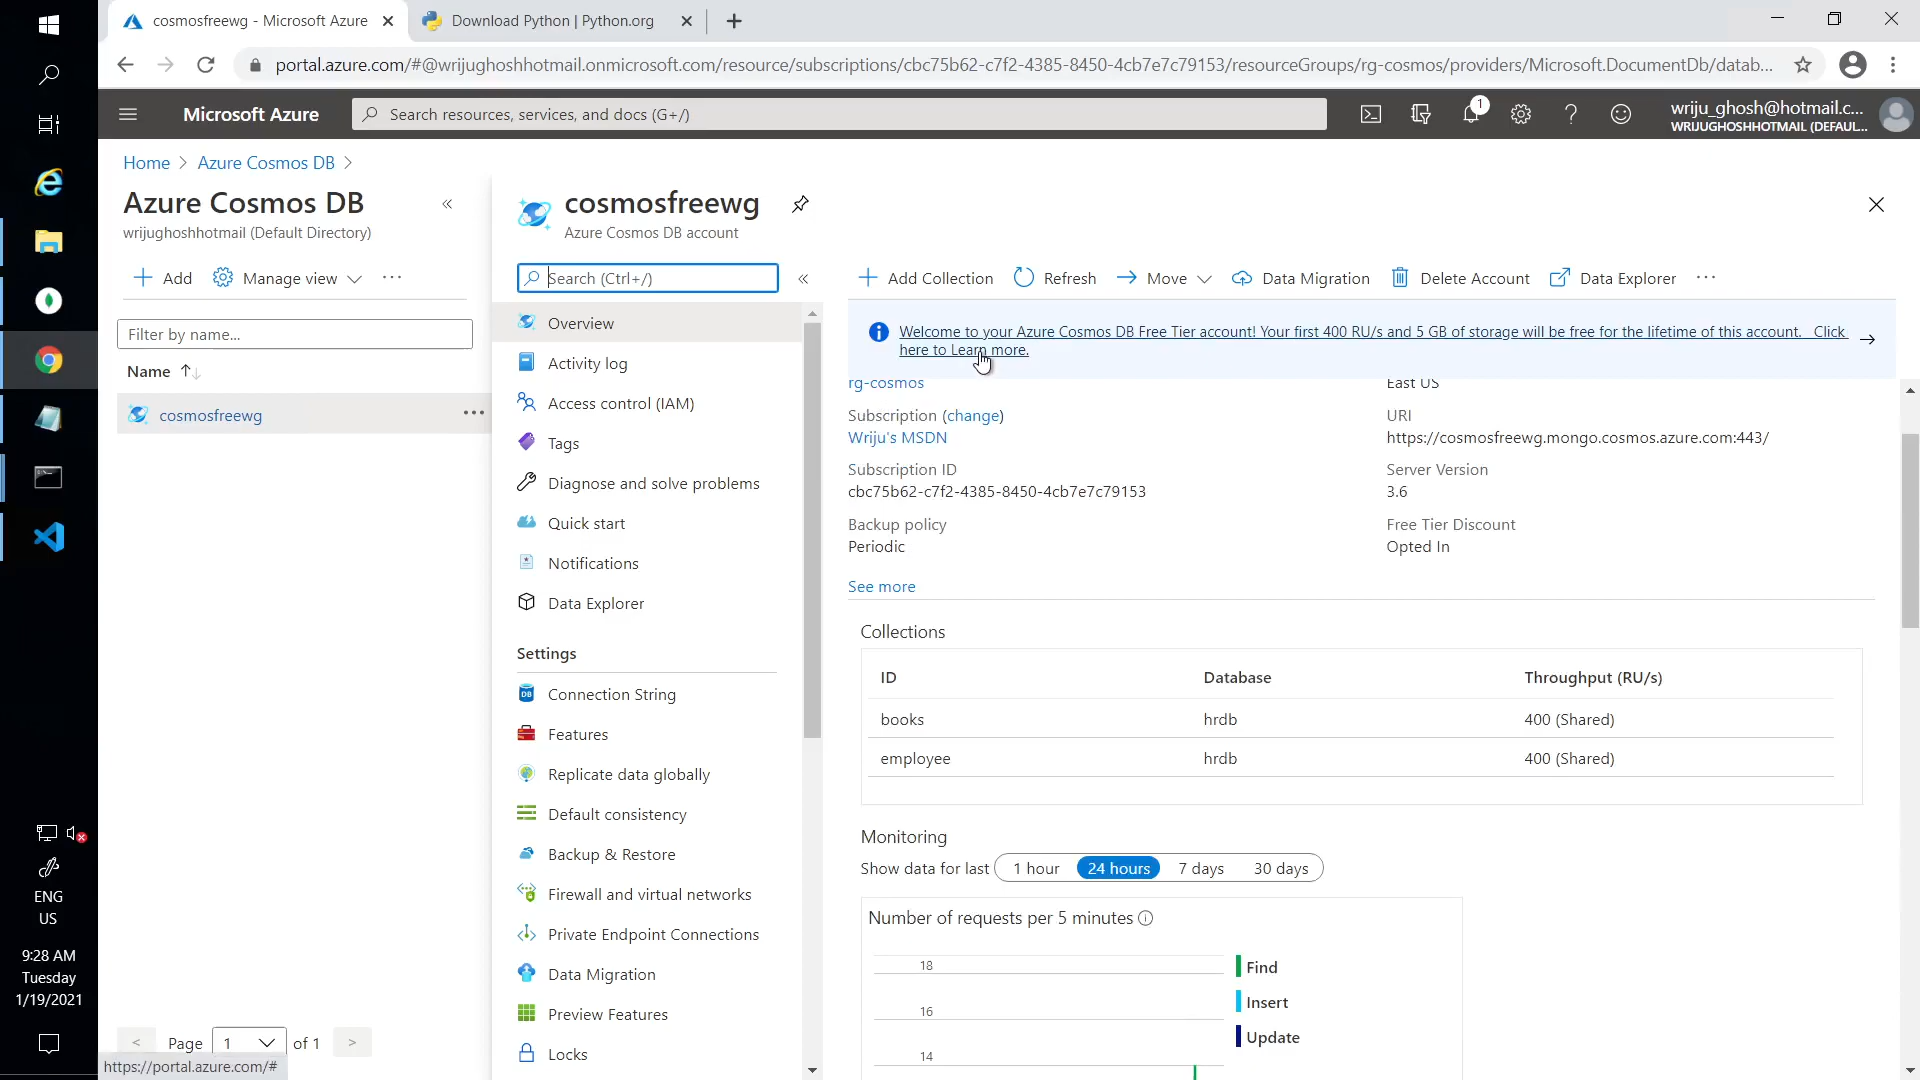 cosmosfreewg - Microsoft Azure
Download Python | Python.org
portal.azure.com/#@wrijughoshhotmail.onmicrosoft.com/resource/subscriptions/cbc75b62-c7f2-4385-8450-4cb7e7c79153/resourceGroups/rg-cosmos/providers/Microsoft.DocumentDb/datab...
Microsoft Azure
Search resources, services, and docs (G+/)
1
wriju_ghosh@hotmail.c...
WRIJUGHOSHHOTMAIL (DEFAUL...
Home > Azure Cosmos DB >
Azure Cosmos DB
wrijughoshhotmail (Default Directory)
Add
Manage view
Filter by name...
Name
cosmosfreewg
< Page 1 of 1 >
https://portal.azure.com/#
cosmosfreewg
Azure Cosmos DB account
Search (Ctrl+/)
Overview
Activity log
Access control (IAM)
Tags
Diagnose and solve problems
Quick start
Notifications
Data Explorer
Settings
Connection String
Features
Replicate data globally
Default consistency
Backup & Restore
Firewall and virtual networks
Private Endpoint Connections
Data Migration
Preview Features
Locks
Add Collection
Refresh
Move
Data Migration
Delete Account
Data Explorer
Welcome to your Azure Cosmos DB Free Tier account! Your first 400 RU/s and 5 GB of storage will be free for the lifetime of this account. Click
here to Learn more.
rg-cosmos
East US
Subscription (change)
Wriju's MSDN
URI
https://cosmosfreewg.mongo.cosmos.azure.com:443/
Subscription ID
cbc75b62-c7f2-4385-8450-4cb7e7c79153
Server Version
3.6
Backup policy
Periodic
Free Tier Discount
Opted In
See more
Collections
ID Database Throughput (RU/s)
books hrdb 400 (Shared)
employee hrdb 400 (Shared)
Monitoring
Show data for last 1 hour 24 hours 7 days 30 days
Number of requests per 5 minutes
18
16
14
Find
Insert
Update
ENG
US
9:28 AM
Tuesday
1/19/2021